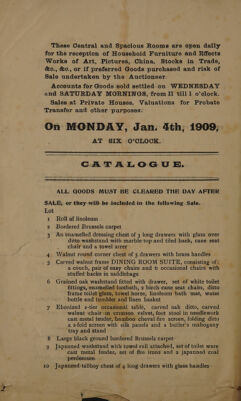 These Central and Spacious Rooms are open daily
for the reception of Household Furniture and Effects
Works of Art, Pictures, China, Stocks in Trade,
&c., &c., or if preferred Goods purchased and risk of
Sale undertaken by the Auctioneer.
Accounts for Goods sold settled on WEDNESDAY
and SATURDAY MORNINGS, from 11 till 1 o'clock.
Sales at Private Houses. Valuations for Probate
Transfer and other purposes.
On MONDAY, Jan. 4th, 1909,
AT SIX O'CLOCK.
CATALOGUE.
ALL GOODS MUST BE CLEARED THE DAY AFTER
SALE, or they will be included in the following Sale.
Lot
1 Roll of linoleum
2 Bordered Brussels carpet
3 An enamelled dressing chest of 3 long drawers with glass over
ditto washstand with marble top and tiled back, cane seat
chair and a towel airer
4 Walnut round corner chest of 5 drawers with brass handles
5 Carved walnut frame DINING ROOM SUITE, consisting of:
a couch, pair of easy chairs and 6 occasional chairs with
stuffed backs in saddlebags
6 Grained oak washstand fitted with drawer, set of white toilet
fittings, enamelled footbath, 2 birch cane seat chairs, ditto
frame toilet glass, towel horse, linoleum bath mat, water
bottle and tumbler and linen basket
7 Ebonized 2-tier occasional table, carved oak ditto, carved
walnut chair in crimson velvet, foot stool in needlework
cast metal fender, bamboo cheval fire screen, folding ditto
a 2-fold screen with silk panels and a butler's mahogany
tray and stand
8 Large black ground bordered Brussels carpet
9 Japanned washstand with towel rail attached, set of toilet ware
cast metal fender, set of fire irons and a japanned coal
perdonium
10 Japanned tallboy chest of 4 long drawers with glass handles